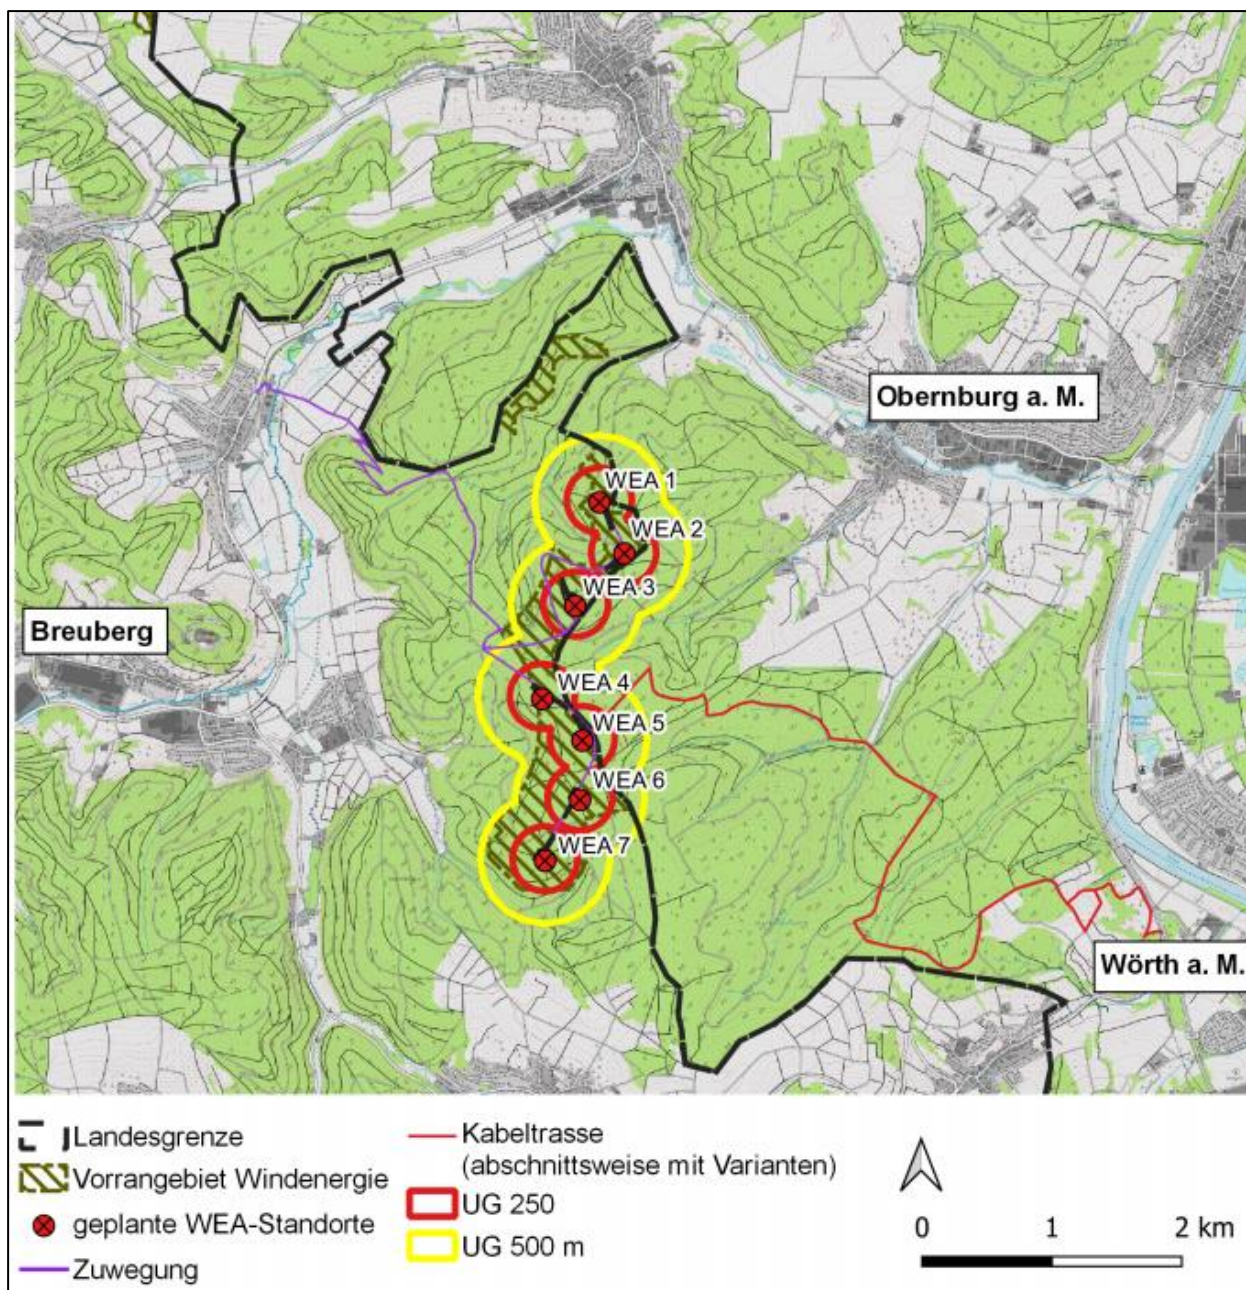 Obernburg a. M.
WEA 1
WEA 2
WEA 3
Breuberg
WEA 4
WEA 5
WEA 6
WEA 7
Wörth a. M.
Landesgrenze
Vorrangebiet Windenergie
geplante WEA-Standorte
Zuwegung
Kabeltrasse
(abschnittsweise mit Varianten)
UG 250
UG 500 m
0 1 2 km